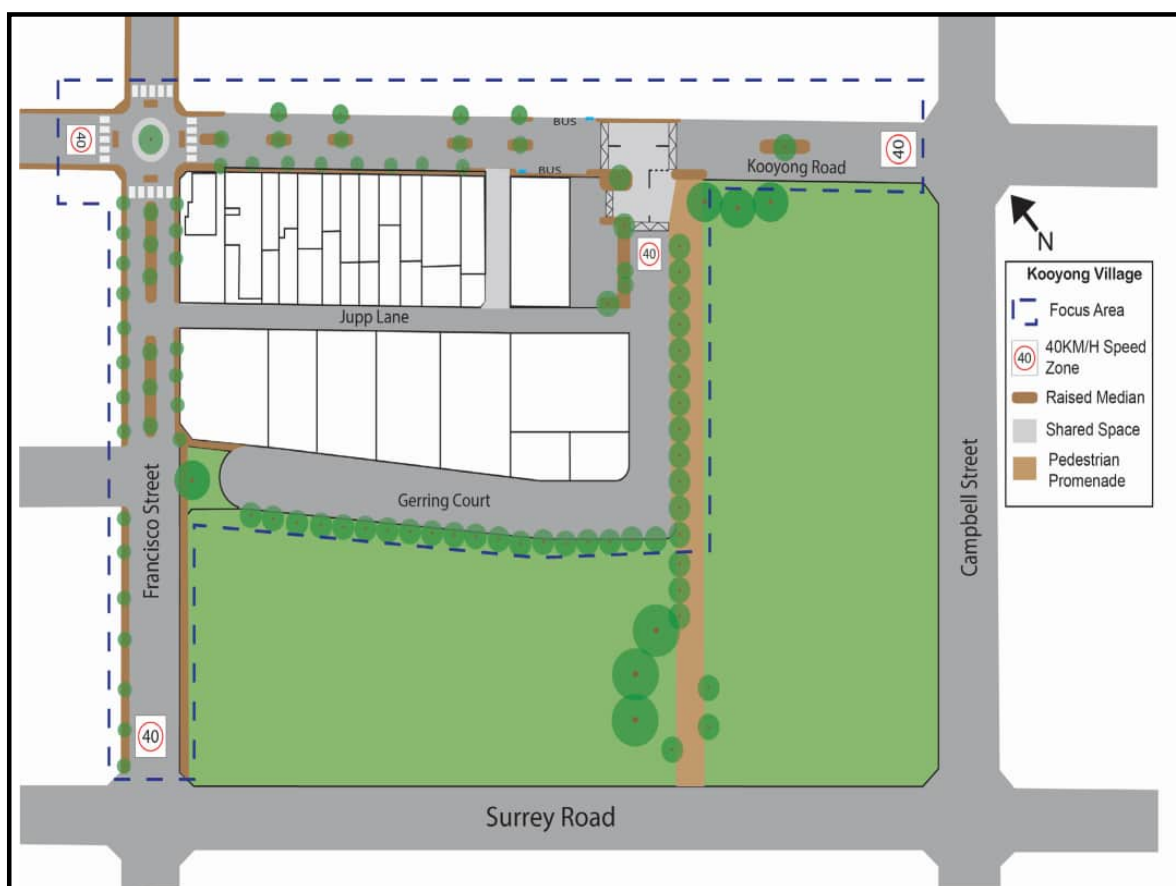 BUS
BUS
40
40
Kooyong Road
N
40
Jupp Lane
Kooyong Village
Focus Area
40
40KM/H Speed
Zone
Raised Median
Shared Space
Pedestrian
Promenade
Gerring Court
Francisco Street
Campbell Street
40
Surrey Road